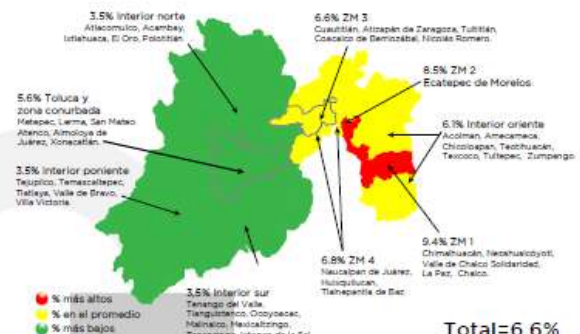 3.5% Interior norte
Atlacomulco, Acambay,
Ixtlahuaca, El Oro, Polotitlán.
6.6% ZM 3
Cuautitlán, Atizapán de Zaragoza, Tultitlán,
Coacalco de Berriozábal, Nicolás Romero.
8.5% ZM 2
Ecatepec de Morelos
5.6% Toluca y
zona conurbada
Metepec, Lerma, San Mateo
Atenco, Almoloya de
Juárez, Xonacatlán.
6.1% Interior oriente
Acolman, Amecameca,
Chicoloapan, Teotihuacán,
Texcoco, Tultepec, Zumpango
3.5% Interior poniente
Tejupilco, Temascaltepec,
Tlatlaya, Valle de Bravo,
Villa Victoria.
9.4% ZM 1
Chimalhuacán, Nezahualcóyotl,
Valle de Chalco Solidaridad,
La Paz, Chalco.
6.8% ZM 4
Naucalpan de Juárez,
Huixquilucan,
Tlalnepantla de Baz.
3.5% Interior sur
Tenango del Valle,
Tianguistenco, Ocoyoacac,
Malinalco, Mexicaltzingo,
% más altos
% en el promedio
% más bajos
Total=6.6%